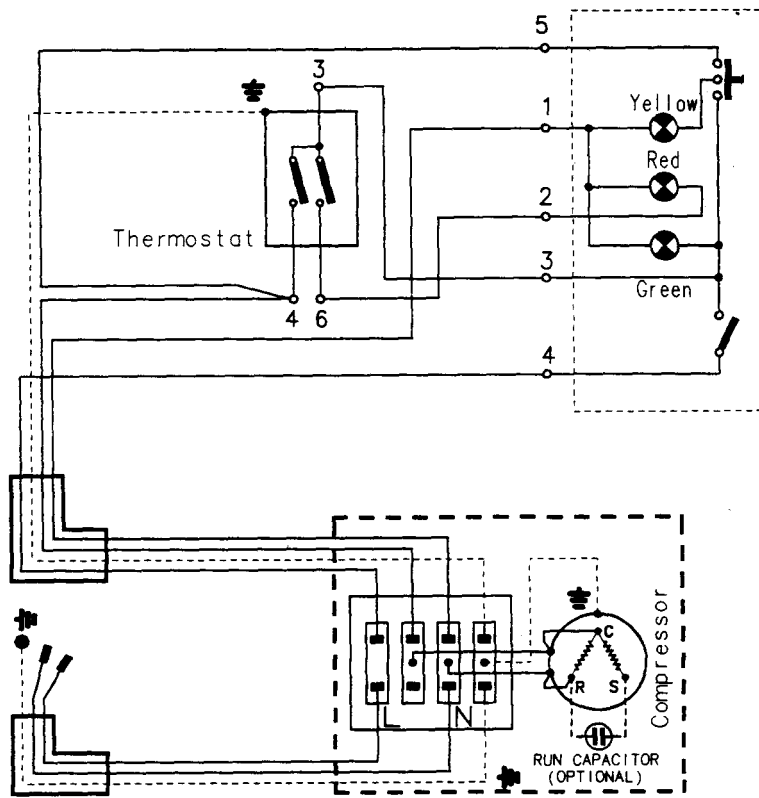 5
3
1
Yellow
Red
2
Thermostat
3
Green
4 6
4
Compressor
C
R S
L N
RUN CAPACITOR
(OPTIONAL)